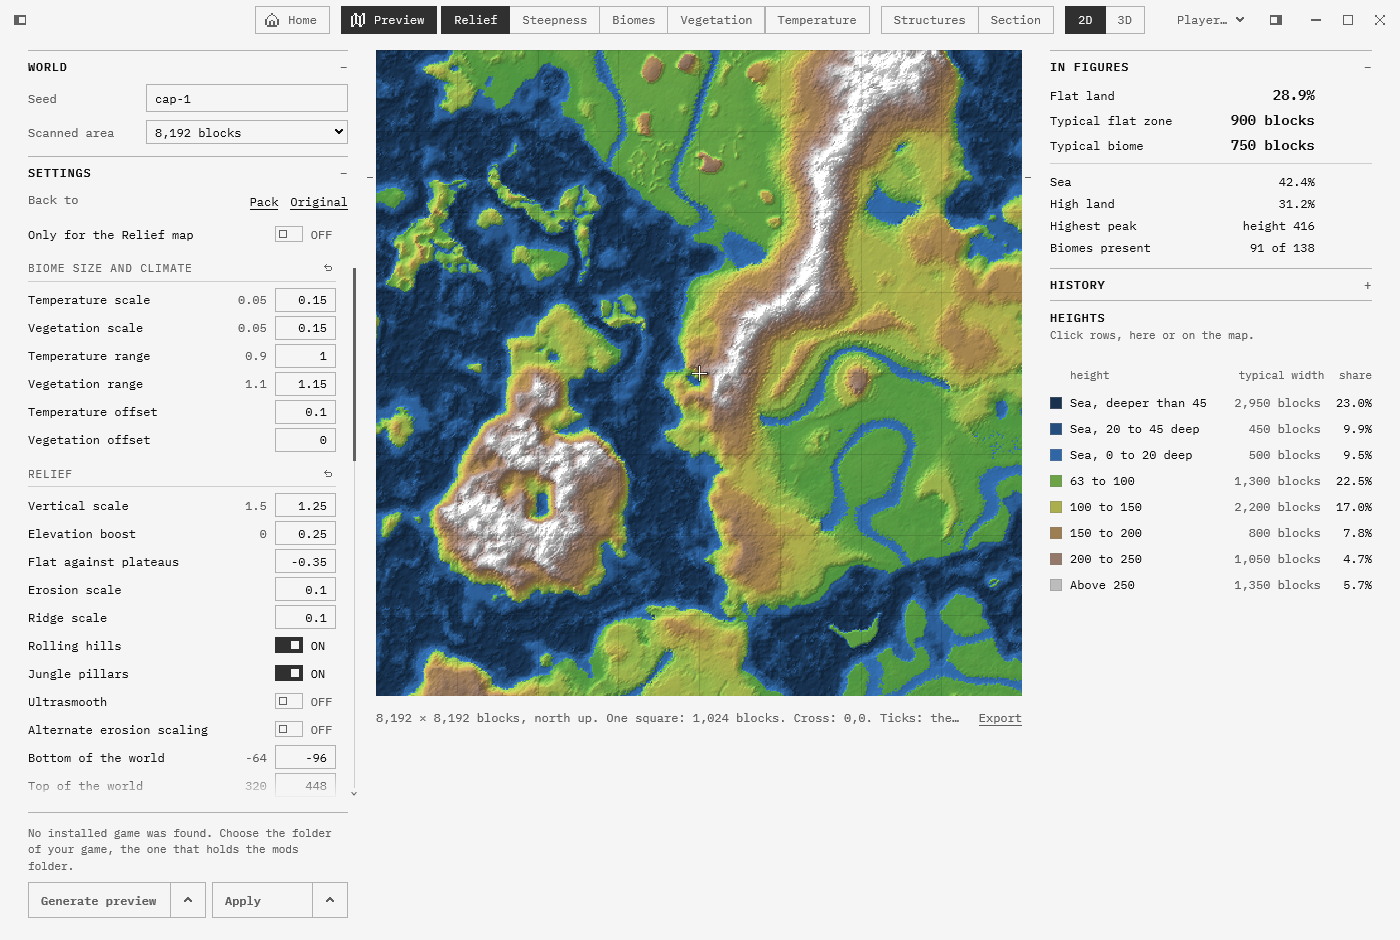 Home
Preview
Relief
Steepness
Biomes
Vegetation
Temperature
Structures
Section
2D
3D
Player…
WORLD
Seed
cap-1
Scanned area
8,192 blocks
SETTINGS
Back to
Pack
Original
Only for the Relief map
OFF
BIOME SIZE AND CLIMATE
Temperature scale 0.05 0.15
Vegetation scale 0.05 0.15
Temperature range 0.9 1
Vegetation range 1.1 1.15
Temperature offset 0.1
Vegetation offset 0
RELIEF
Vertical scale 1.5 1.25
Elevation boost 0 0.25
Flat against plateaus -0.35
Erosion scale 0.1
Ridge scale 0.1
Rolling hills ON
Jungle pillars ON
Ultrasmooth OFF
Alternate erosion scaling OFF
Bottom of the world -64 -96
Top of the world 320 448
No installed game was found. Choose the folder
of your game, the one that holds the mods
folder.
Generate preview
Apply
8,192 × 8,192 blocks, north up. One square: 1,024 blocks. Cross: 0,0. Ticks: the…
Export
IN FIGURES
Flat land 28.9%
Typical flat zone 900 blocks
Typical biome 750 blocks
Sea 42.4%
High land 31.2%
Highest peak height 416
Biomes present 91 of 138
HISTORY
HEIGHTS
Click rows, here or on the map.
height typical width share
Sea, deeper than 45 2,950 blocks 23.0%
Sea, 20 to 45 deep 450 blocks 9.9%
Sea, 0 to 20 deep 500 blocks 9.5%
63 to 100 1,300 blocks 22.5%
100 to 150 2,200 blocks 17.0%
150 to 200 800 blocks 7.8%
200 to 250 1,050 blocks 4.7%
Above 250 1,350 blocks 5.7%